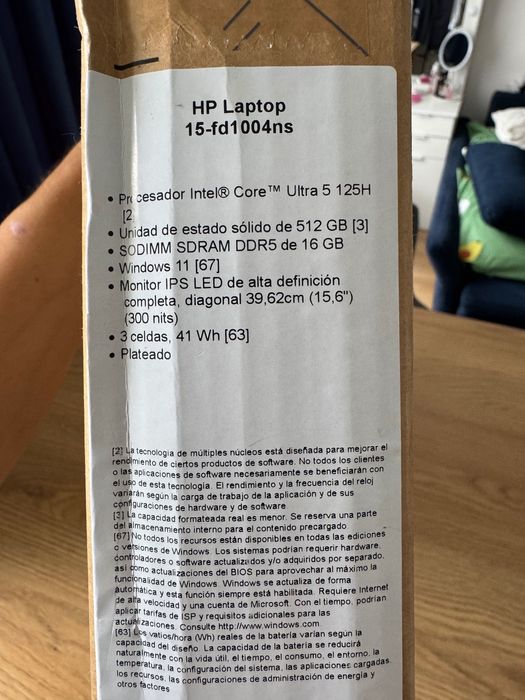 HP Laptop
15-fd1004ns
• Procesador Intel® Core™ Ultra 5 125H
[2]
• Unidad de estado sólido de 512 GB [3]
• SODIMM SDRAM DDR5 de 16 GB
• Windows 11 [67]
• Monitor IPS LED de alta definición
completa, diagonal 39,62cm (15,6")
(300 nits)
• 3 celdas, 41 Wh [63]
• Plateado
[2] La tecnología de múltiples núcleos está diseñada para mejorar el
rendimiento de ciertos productos de software. No todos los clientes
o las aplicaciones de software necesariamente se beneficiarán con
el uso de esta tecnología. El rendimiento y la frecuencia del reloj
variarán según la carga de trabajo de la aplicación y de sus
configuraciones de hardware y de software
[3] La capacidad formateada real es menor. Se reserva una parte
del almacenamiento interno para el contenido precargado
[67] No todos los recursos están disponibles en todas las ediciones
o versiones de Windows. Los sistemas podrían requerir hardware,
controladores o software actualizados y/o adquiridos por separado,
así como actualizaciones del BIOS para aprovechar al máximo la
funcionalidad de Windows. Windows se actualiza de forma
automática y esta función siempre está habilitada. Requiere Internet
de alta velocidad y una cuenta de Microsoft. Con el tiempo, podrían
aplicar tarifas de ISP y requisitos adicionales para las
actualizaciones. Consulte http://www.windows.com
[63] Los vatios/hora (Wh) reales de la batería varían según la
capacidad del diseño. La capacidad de la batería se reducirá
naturalmente con la vida útil, el tiempo, el consumo, el entorno, la
temperatura, la configuración del sistema, las aplicaciones cargadas,
los recursos, las configuraciones de administración de energía y
otros factores